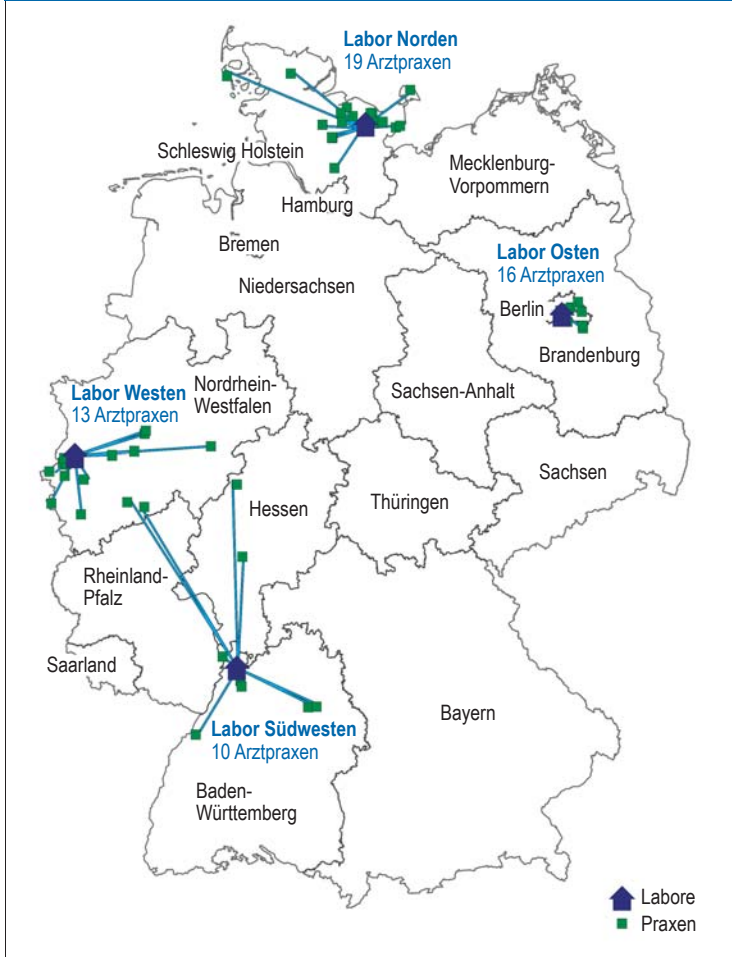 Labor Norden
19 Arztpraxen
Schleswig Holstein
Mecklenburg-
Vorpommern
Hamburg
Bremen
Labor Osten
16 Arztpraxen
Niedersachsen
Berlin
Brandenburg
Nordrhein-
Westfalen
Labor Westen
13 Arztpraxen
Sachsen-Anhalt
Sachsen
Hessen
Thüringen
Rheinland-
Pfalz
Saarland
Bayern
Labor Südwesten
10 Arztpraxen
Baden-
Württemberg
Labore
Praxen